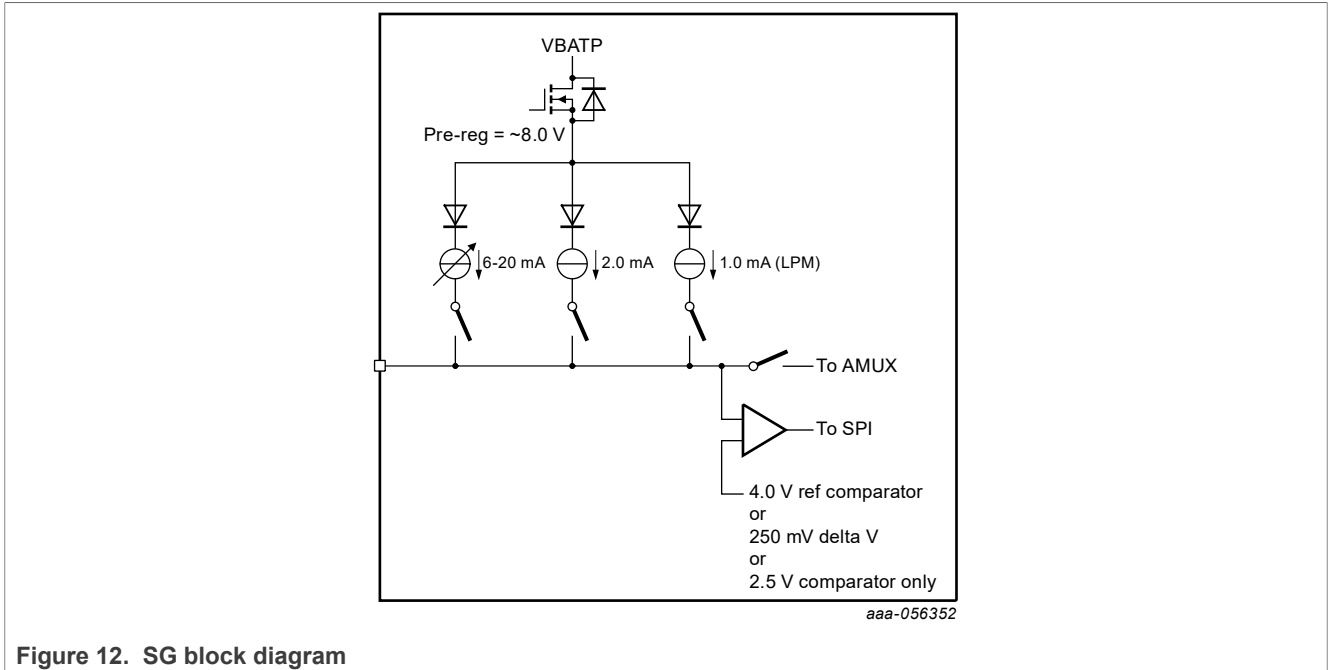 VBATP
Pre-reg = ~8.0 V
6-20 mA
2.0 mA
1.0 mA (LPM)
To AMUX
To SPI
4.0 V ref comparator
or
250 mV delta V
or
2.5 V comparator only
aaa-056352
Figure 12. SG block diagram